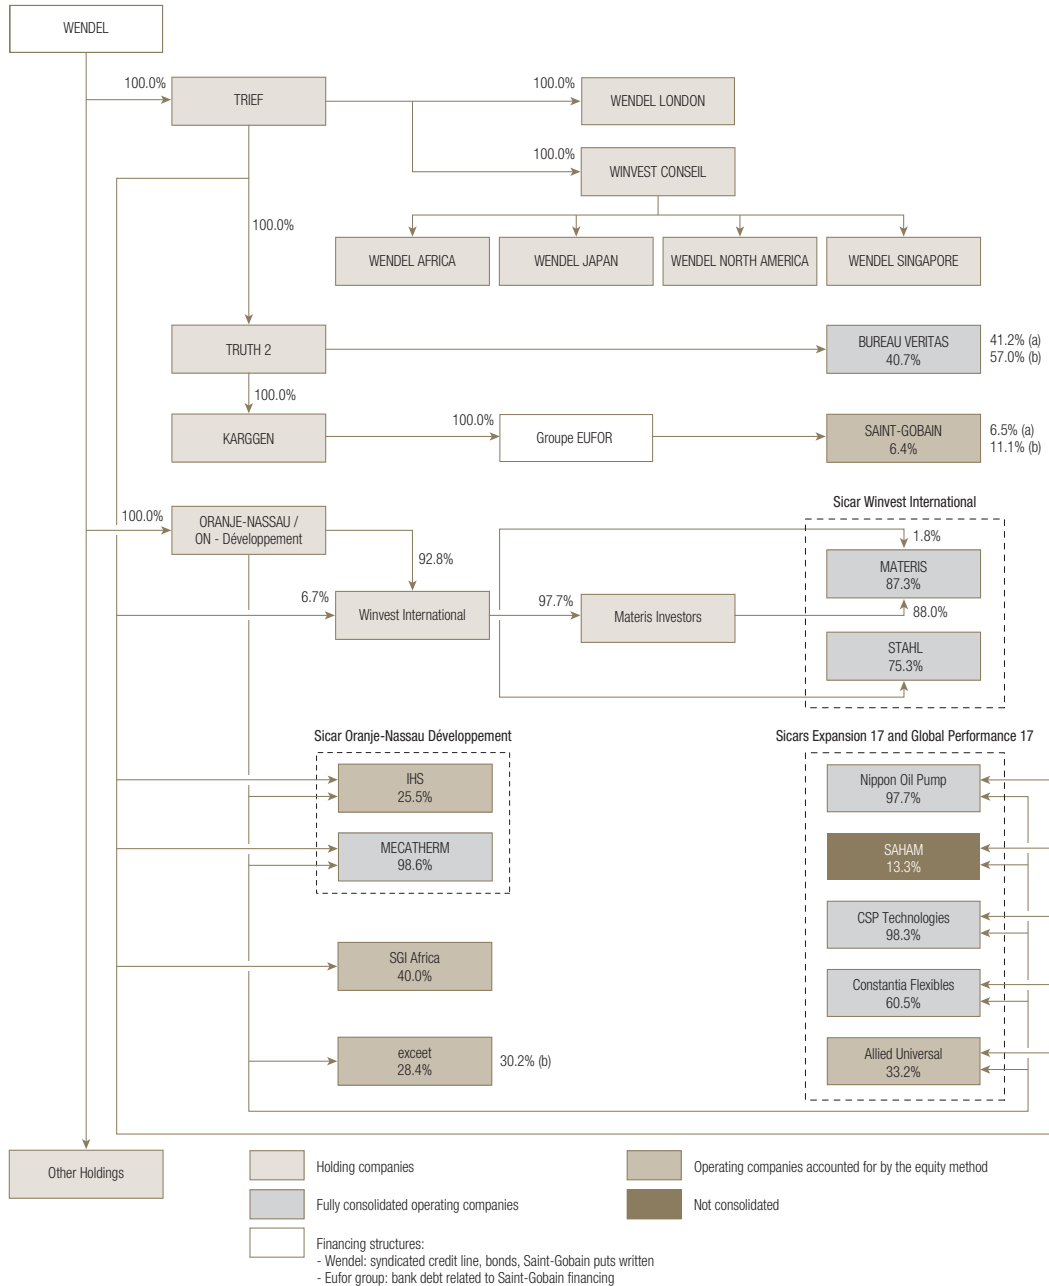 WENDEL
100.0%
TRIEF
100.0%
WENDEL LONDON
100.0%
WINVEST CONSEIL
100.0%
WENDEL AFRICA
WENDEL JAPAN
WENDEL NORTH AMERICA
WENDEL SINGAPORE
TRUTH 2
BUREAU VERITAS
40.7%
41.2% (a)
57.0% (b)
100.0%
KARGGEN
100.0%
Groupe EUFOR
SAINT-GOBAIN
6.4%
6.5% (a)
11.1% (b)
Sicar Winvest International
100.0%
ORANJE-NASSAU /
ON - Développement
92.8%
1.8%
MATERIS
87.3%
6.7%
Winvest International
97.7%
Materis Investors
88.0%
STAHL
75.3%
Sicar Oranje-Nassau Développement
IHS
25.5%
MECATHERM
98.6%
SGI Africa
40.0%
exceet
28.4%
30.2% (b)
Sicars Expansion 17 and Global Performance 17
Nippon Oil Pump
97.7%
SAHAM
13.3%
CSP Technologies
98.3%
Constantia Flexibles
60.5%
Allied Universal
33.2%
Other Holdings
Holding companies
Operating companies accounted for by the equity method
Fully consolidated operating companies
Not consolidated
Financing structures:
- Wendel: syndicated credit line, bonds, Saint-Gobain puts written
- Eufor group: bank debt related to Saint-Gobain financing